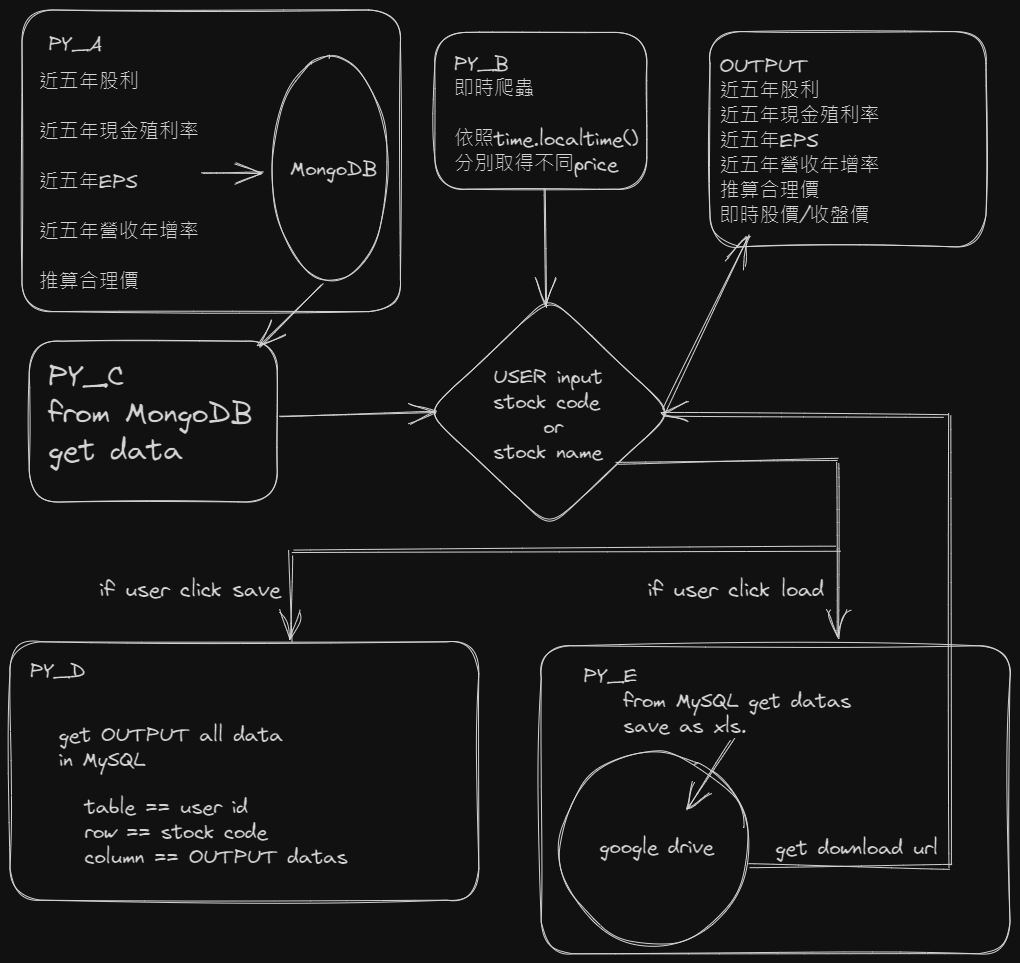 PY_A
近五年股利
近五年現金殖利率
近五年EPS
近五年營收年增率
推算合理價
MongoDB
PY_B
即時爬蟲
依照time.localtime()
分別取得不同price
OUTPUT
近五年股利
近五年現金殖利率
近五年EPS
近五年營收年增率
推算合理價
即時股價/收盤價
PY_C
from MongoDB
get data
USER input
stock code
or
stock name
if user click save
if user click load
PY_D
get OUTPUT all data
in MySQL
table == user id
row == stock code
column == OUTPUT datas
PY_E
from MySQL get datas
save as xls.
google drive
get download url